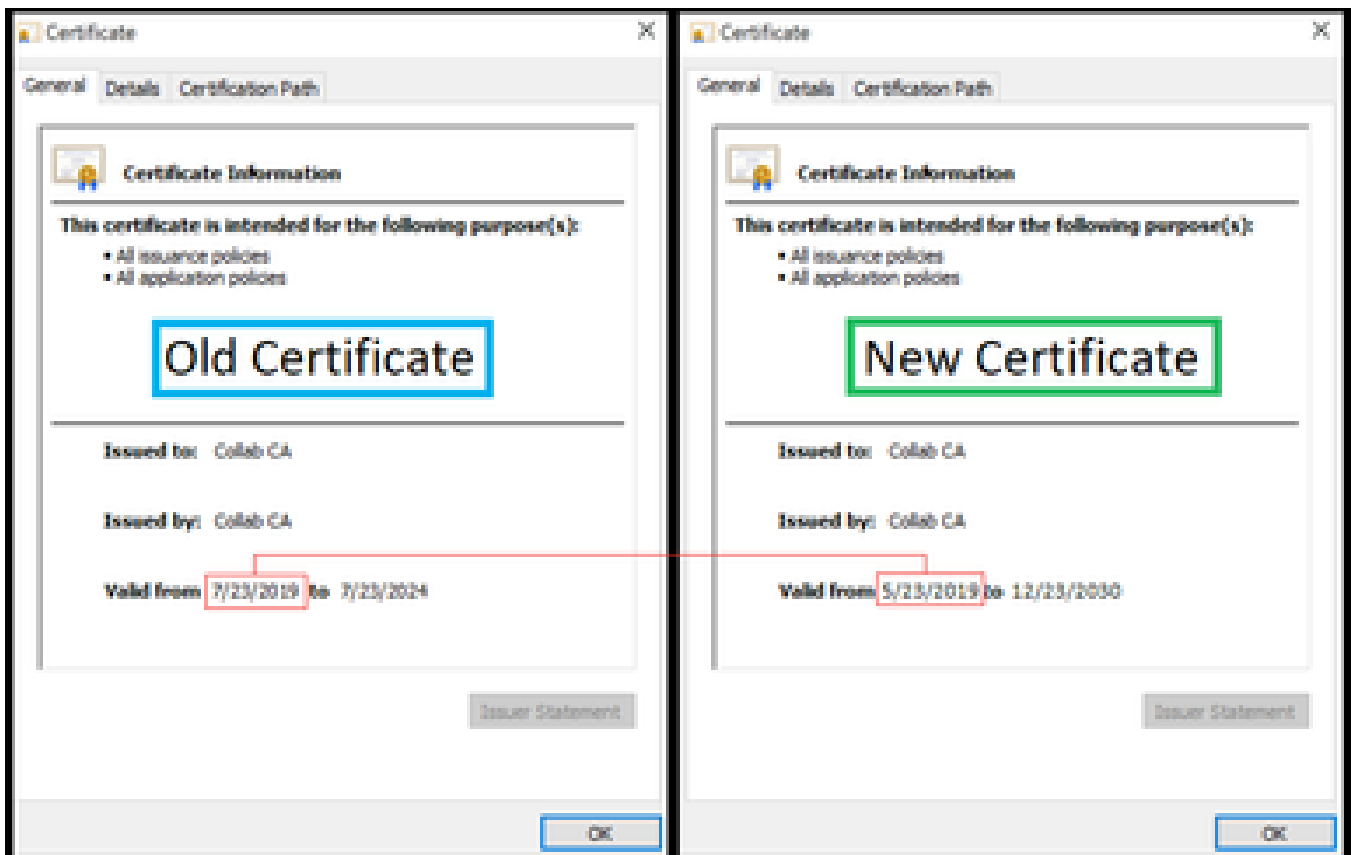 Certificate
General Details Certification Path
Certificate Information
This certificate is intended for the following purpose(s):
• All issuance policies
• All application policies
Old Certificate
Issued to: Collab CA
Issued by: Collab CA
Valid from 7/23/2019 to 7/23/2024
Issuer Statement
OK
Certificate
General Details Certification Path
Certificate Information
This certificate is intended for the following purpose(s):
• All issuance policies
• All application policies
New Certificate
Issued to: Collab CA
Issued by: Collab CA
Valid from 5/23/2019 to 12/23/2030
Issuer Statement
OK